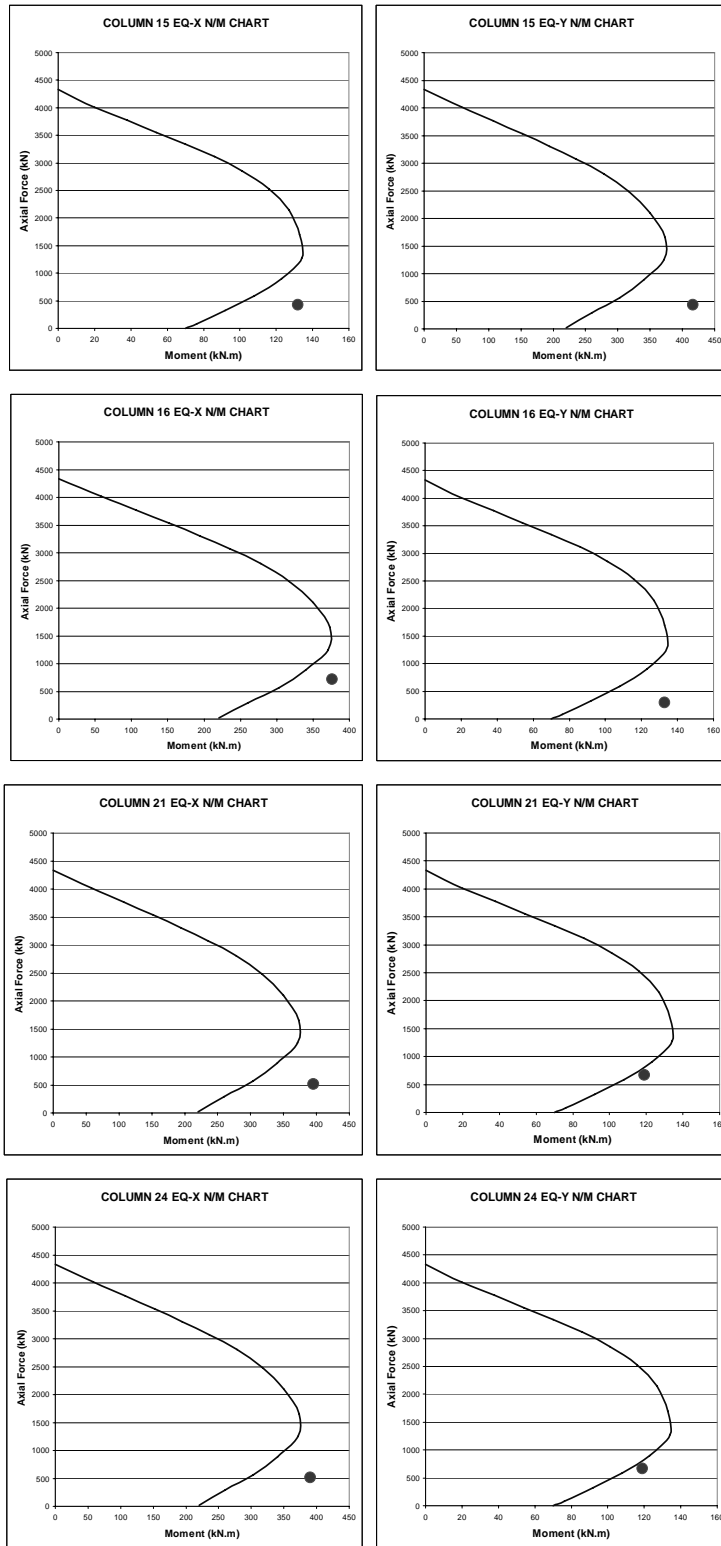 COLUMN 15 EQ-X N/M CHART
Axial Force (kN)
5000
4500
4000
3500
3000
2500
2000
1500
1000
500
0
0 20 40 60 80 100 120 140 160
Moment (kN.m)
COLUMN 15 EQ-Y N/M CHART
Axial Force (kN)
5000
4500
4000
3500
3000
2500
2000
1500
1000
500
0
0 50 100 150 200 250 300 350 400 450
Moment (kN.m)
COLUMN 16 EQ-X N/M CHART
Axial Force (kN)
5000
4500
4000
3500
3000
2500
2000
1500
1000
500
0
0 50 100 150 200 250 300 350 400
Moment (kN.m)
COLUMN 16 EQ-Y N/M CHART
Axial Force (kN)
5000
4500
4000
3500
3000
2500
2000
1500
1000
500
0
0 20 40 60 80 100 120 140 160
Moment (kN.m)
COLUMN 21 EQ-X N/M CHART
Axial Force (kN)
5000
4500
4000
3500
3000
2500
2000
1500
1000
500
0
0 50 100 150 200 250 300 350 400 450
Moment (kN.m)
COLUMN 21 EQ-Y N/M CHART
Axial Force (kN)
5000
4500
4000
3500
3000
2500
2000
1500
1000
500
0
0 20 40 60 80 100 120 140 160
Moment (kN.m)
COLUMN 24 EQ-X N/M CHART
Axial Force (kN)
5000
4500
4000
3500
3000
2500
2000
1500
1000
500
0
0 50 100 150 200 250 300 350 400 450
Moment (kN.m)
COLUMN 24 EQ-Y N/M CHART
Axial Force (kN)
5000
4500
4000
3500
3000
2500
2000
1500
1000
500
0
0 20 40 60 80 100 120 140 160
Moment (kN.m)